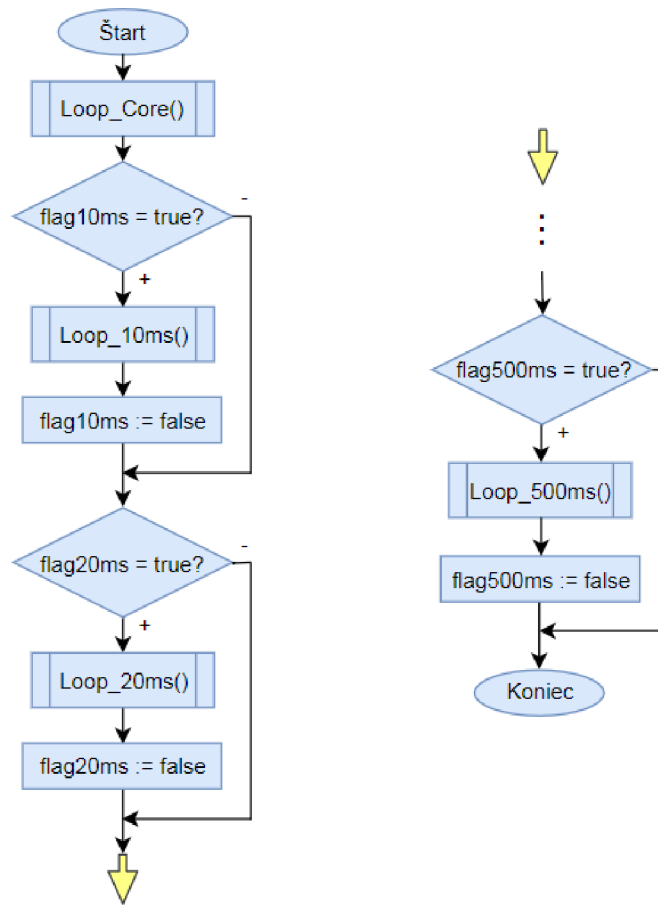 Štart
Loop_Core()
flag10ms = true?
-
+
Loop_10ms()
flag10ms := false
flag20ms = true?
-
+
Loop_20ms()
flag20ms := false
⋮
flag500ms = true?
+
Loop_500ms()
flag500ms := false
Koniec